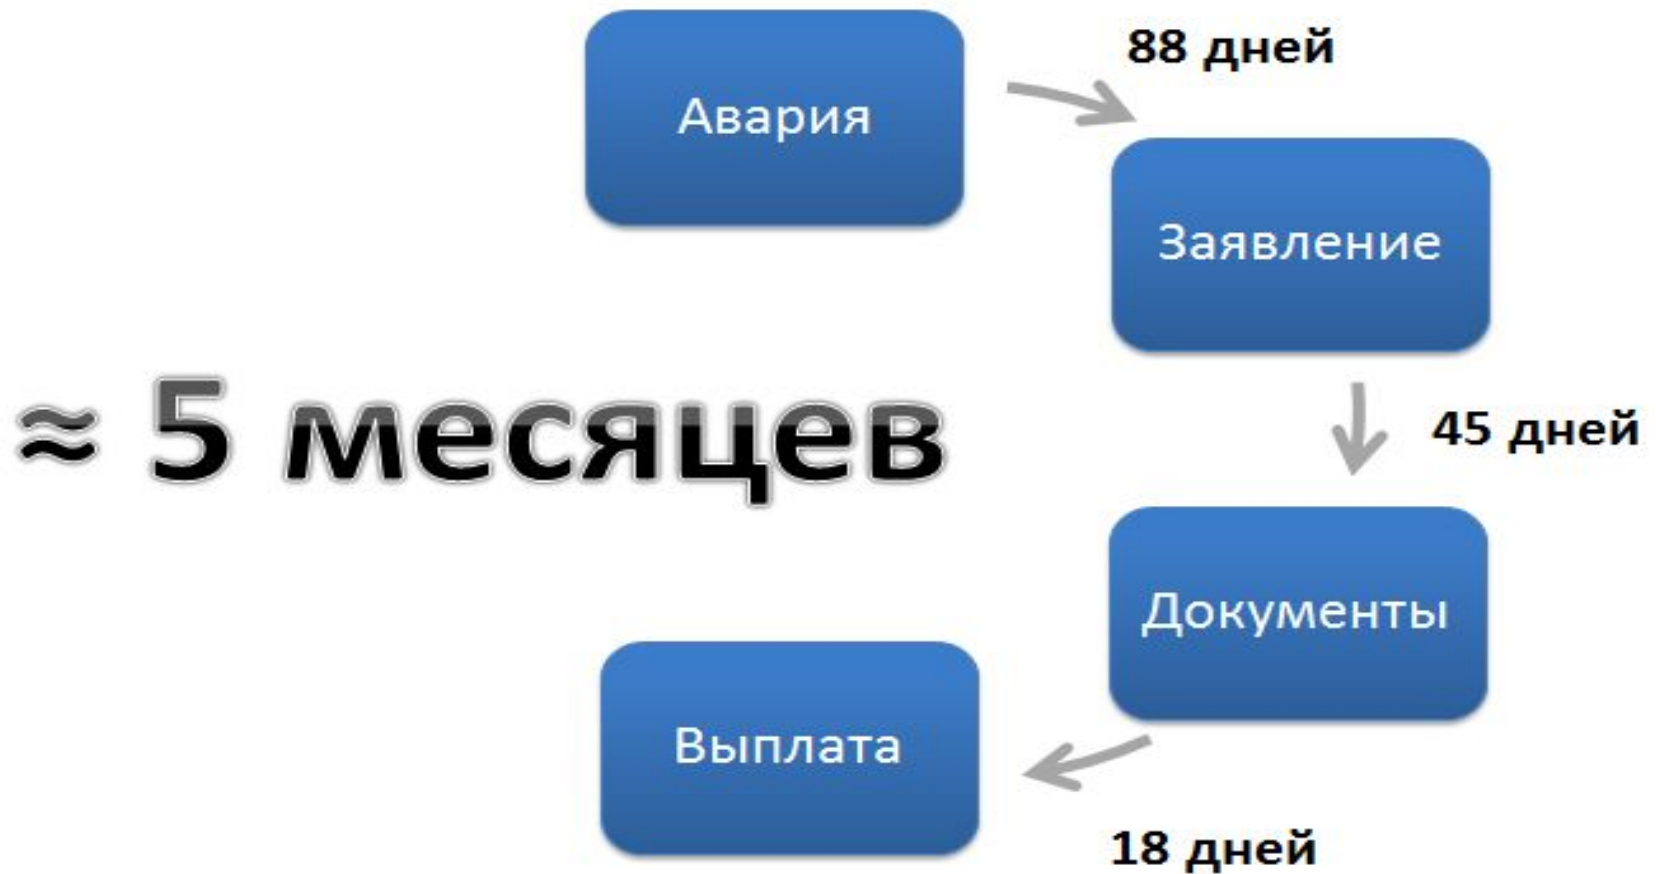 Авария
88 дней
Заявление
≈ 5 месяцев
45 дней
Документы
Выплата
18 дней